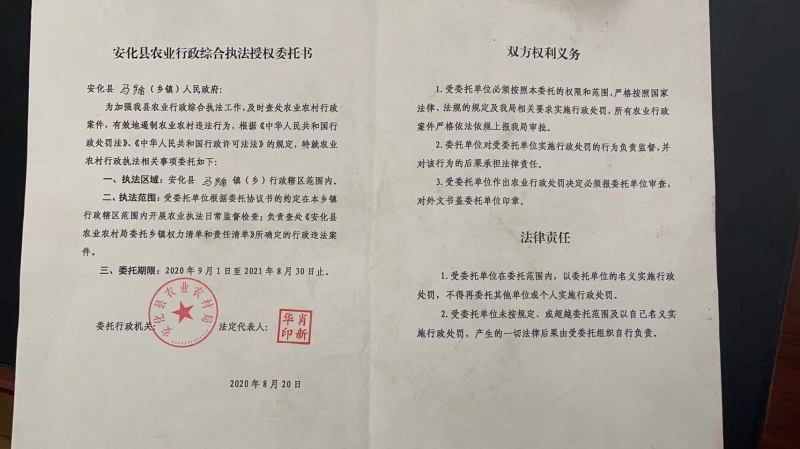 安化县农业行政综合执法授权委托书
安化县 马路（乡镇）人民政府：
为加强我县农业行政综合执法工作，及时查处农业农村行政
案件，有效地遏制农业农村违法行为，根据《中华人民共和国行
政处罚法》、《中华人民共和国行政许可法法》的规定，特就农业
农村行政执法相关事项委托如下：
一、执法区域：安化县 马路 镇（乡）行政辖区范围内。
二、执法范围：受委托单位根据委托协议书的约定在本乡镇
行政辖区范围内开展农业执法日常监督检查；负责查处《安化县
农业农村局委托乡镇权力清单和责任清单》所确定的行政违法案
件。
三、委托期限：2020年9月1日至2021年8月30日止。
委托行政机关： 法定代表人：
安化县农业农村局
肖新华印
2020年8月20日
双方权利义务
1.受委托单位必须按照本委托的权限和范围，严格按照国家
法律、法规的规定及我局相关要求实施行政处罚，所有农业行政
案件严格依法依规上报我局审批。
2.委托单位对受委托单位实施行政处罚的行为负责监督，并
对该行为的后果承担法律责任。
3.受委托单位作出农业行政处罚决定必须报委托单位审查，
对外文书盖委托单位印章。
法律责任
1.受委托单位在委托范围内，以委托单位的名义实施行政
处罚，不得再委托其他单位或个人实施行政处罚。
2.受委托单位未按规定、或超越委托范围及以自己名义实
施行政处罚，产生的一切法律后果由受委托组织自行负责。